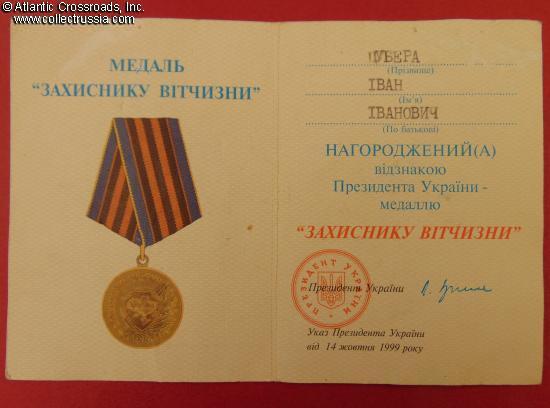 © Atlantic Crossroads, Inc.
www.collectrussia.com
МЕДАЛЬ
“ЗАХИСНИКУ ВІТЧИЗНИ”
(Прізвище)
ІВАН
(Ім'я)
ІВАНОВИЧ
(По батькові)
НАГОРОДЖЕНИЙ(А)
відзнакою
Президента України -
медаллю
“ЗАХИСНИКУ ВІТЧИЗНИ”
ПРЕЗИДЕНТ УКРАЇНИ
Президент України
Указ Президента України
від 14 жовтня 1999 року